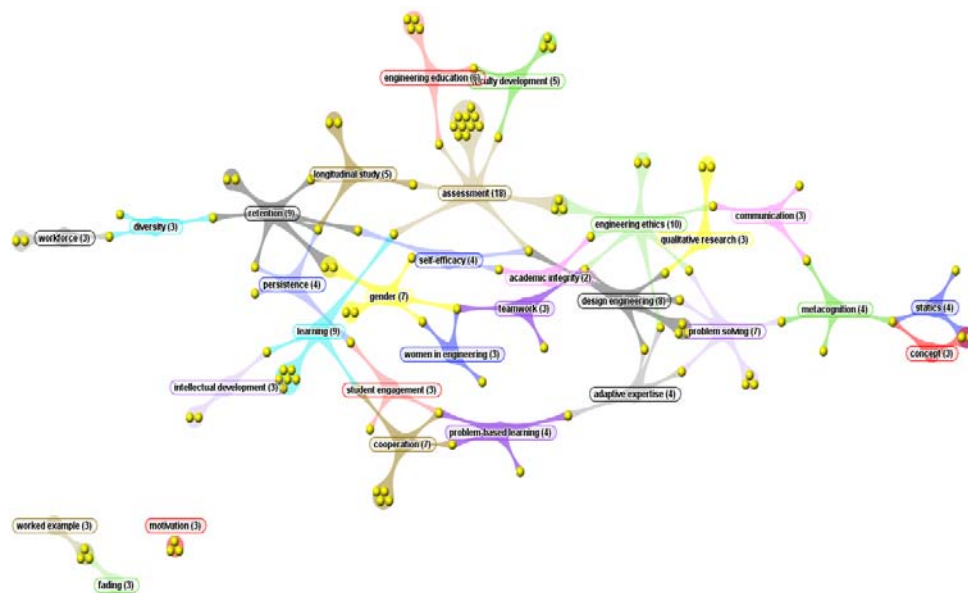 engineering education (6)
culty development (5)
longitudinal study (5)
assessment (18)
retention (9)
engineering ethics (10)
communication (3)
diversity (3)
workforce (3)
qualitative research (3)
self-efficacy (4)
academic integrity (2)
persistence (4)
gender (7)
design engineering (8)
teamwork (3)
metacognition (4)
statics (4)
learning (9)
problem solving (7)
women in engineering (3)
concept (3)
intellectual development (3)
student engagement (3)
adaptive expertise (4)
problem-based learning (4)
cooperation (7)
worked example (3)
motivation (3)
fading (3)